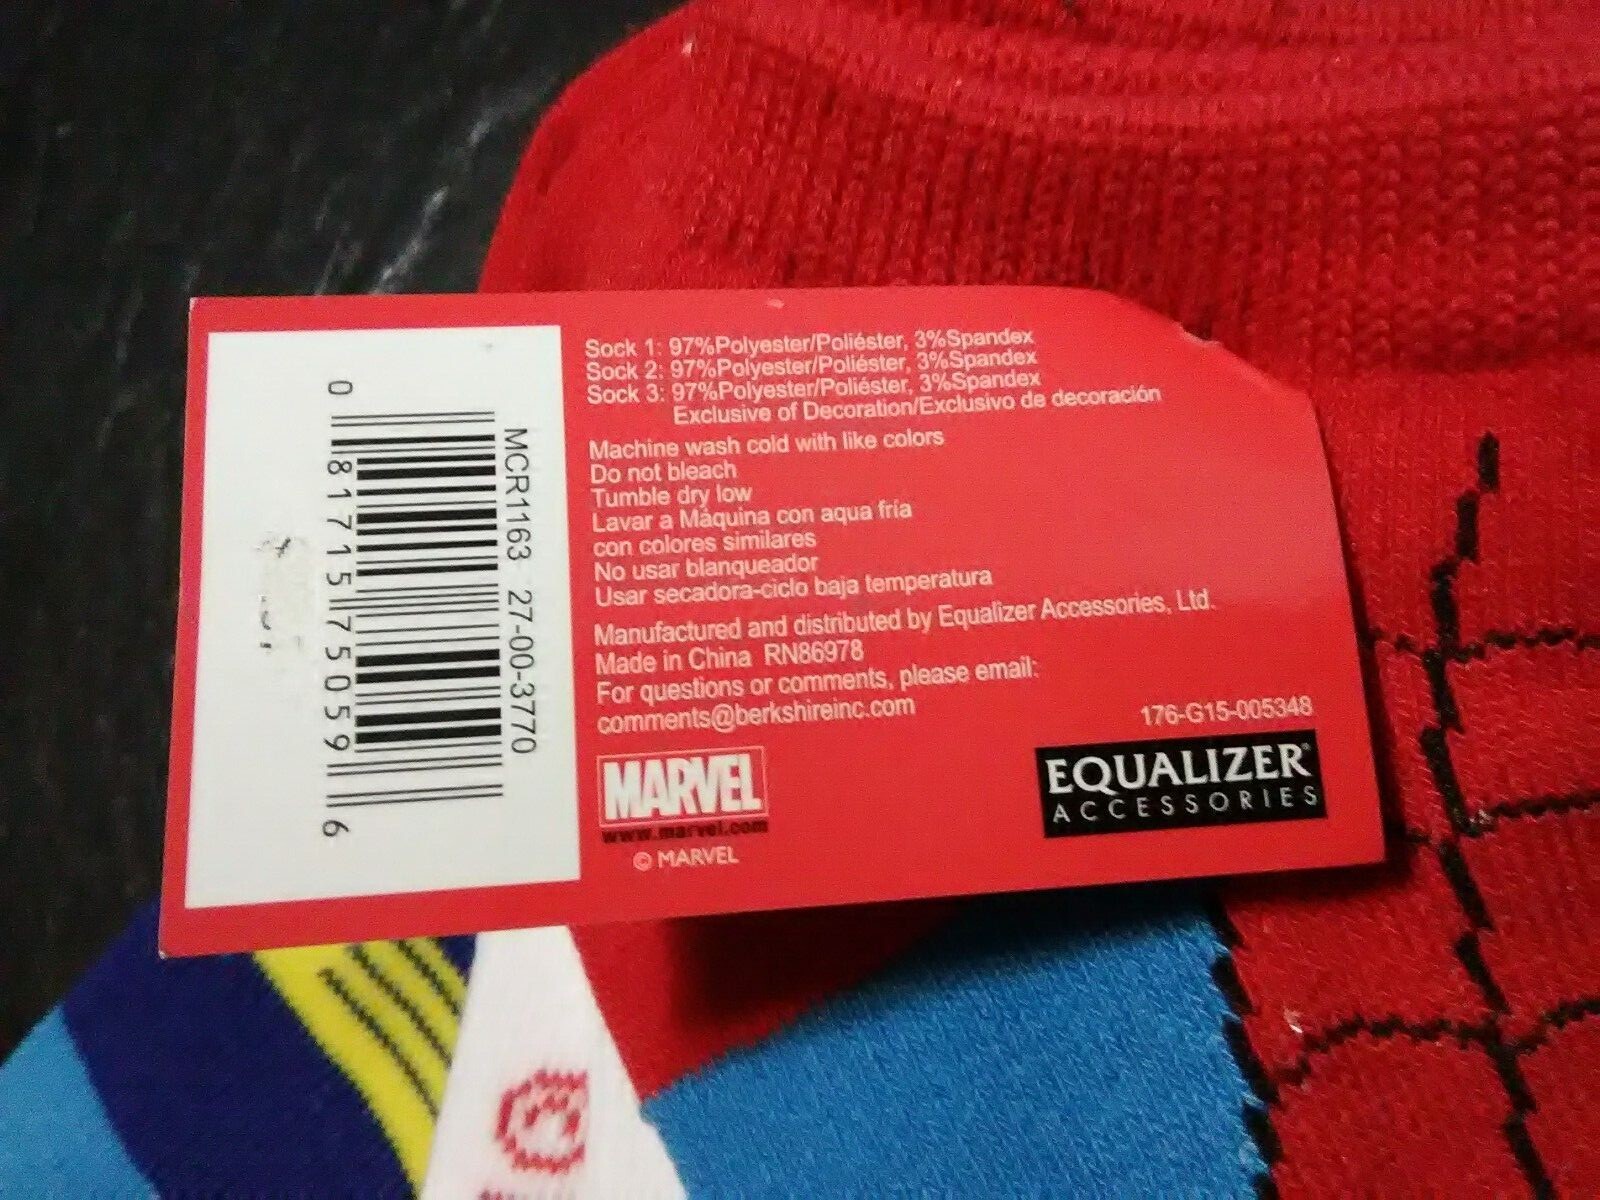 Sock 1: 97%Polyester/Poliéster, 3%Spandex
Sock 2: 97%Polyester/Poliéster, 3%Spandex
Sock 3: 97%Polyester/Poliéster, 3%Spandex
Exclusive of Decoration/Exclusivo de decoración
Machine wash cold with like colors
Do not bleach
Tumble dry low
Lavar a Máquina con aqua fría
con colores similares
No usar blanqueador
Usar secadora-ciclo baja temperatura
Manufactured and distributed by Equalizer Accessories, Ltd.
Made in China RN86978
For questions or comments, please email:
comments@berkshireinc.com
176-G15-005348
MARVEL
www.marvel.com
© MARVEL
EQUALIZER®
ACCESSORIES
MCR1163 27-00-3770
0 81715 75059 6